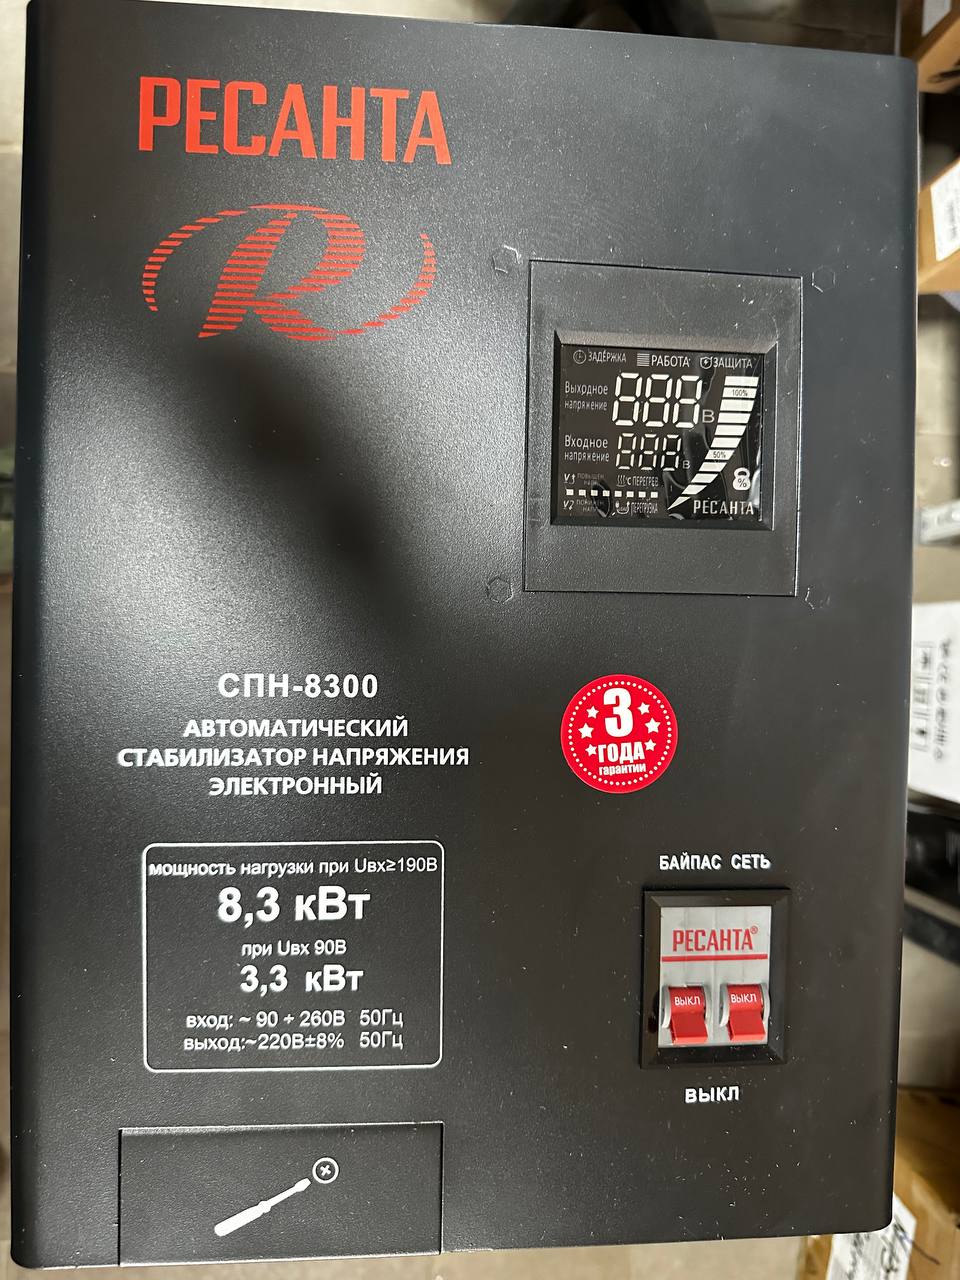 РЕСАНТА
ЗАДЕРЖКА РАБОТА ЗАЩИТА
Выходное
напряжение
888 В
100%
Входное
напряжение
888 В
50%
°C ПЕРЕГРЕВ
ПЕРЕГРУЗКА
%
РЕСАНТА
СПН-8300
АВТОМАТИЧЕСКИЙ
СТАБИЛИЗАТОР НАПРЯЖЕНИЯ
ЭЛЕКТРОННЫЙ
3
ГОДА
гарантии
мощность нагрузки при Uвх≥190В
8,3 кВт
при Uвх 90В
3,3 кВт
вход: ~ 90 ÷ 260В 50Гц
выход:~220В±8% 50Гц
БАЙПАС СЕТЬ
РЕСАНТА®
ВЫКЛ ВЫКЛ
ВЫКЛ